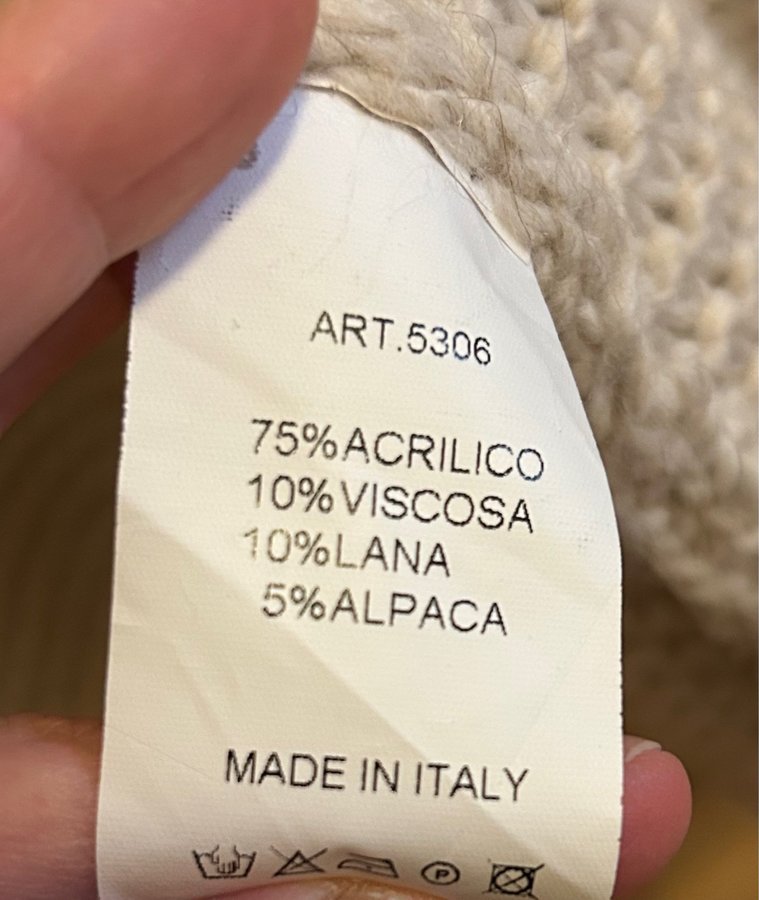 ART.5306
75%ACRILICO
10%VISCOSA
10%LANA
5%ALPACA
MADE IN ITALY
P